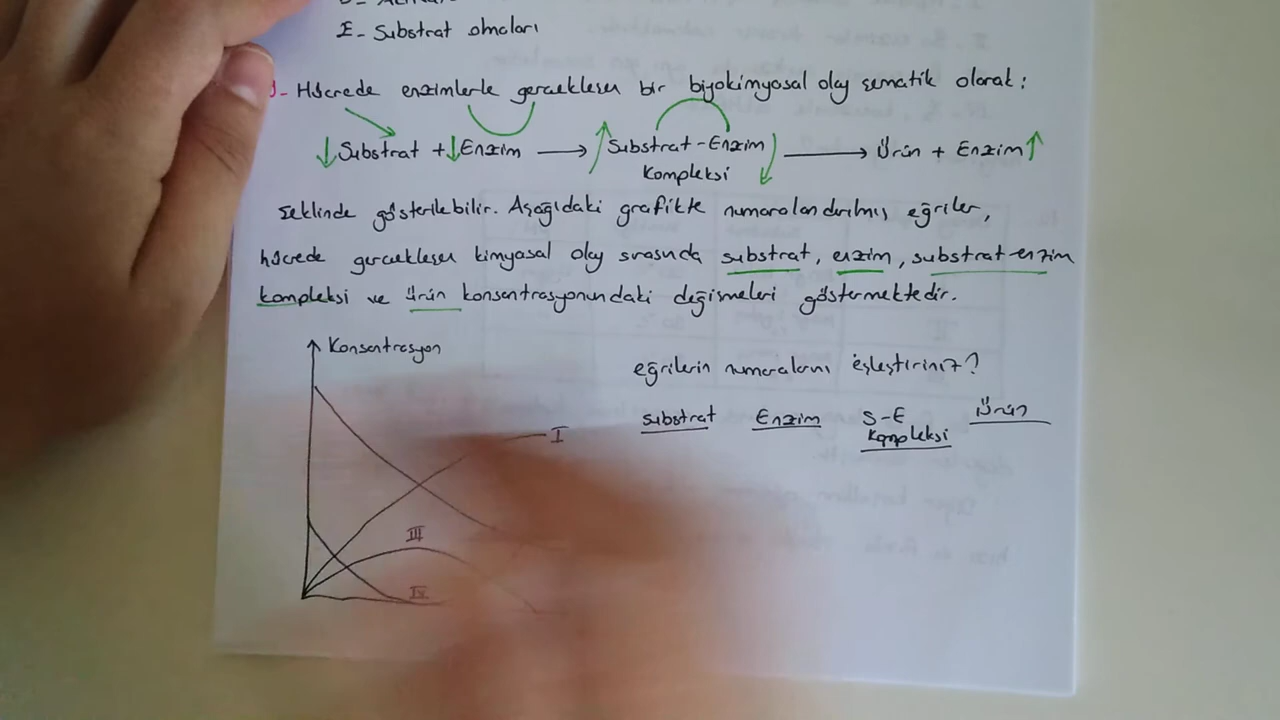 E- Substrat olmaları
Hücrede enzimlerle gerçekleşen bir biyokimyasal olay şematik olarak:
Substrat + Enzim → Substrat-Enzim → Ürün + Enzim
Kompleksi
şeklinde gösterilebilir. Aşağıdaki grafikte numaralandırılmış eğriler,
hücrede gerçekleşen kimyasal olay sırasında substrat, enzim, substrat-enzim
kompleksi ve ürün konsantrasyonundaki değişmeleri göstermektedir.
Konsantrasyon
eğrilerin numaralarını eşleştiriniz?
Substrat Enzim S-E Ürün
Kompleksi
I
III
IV